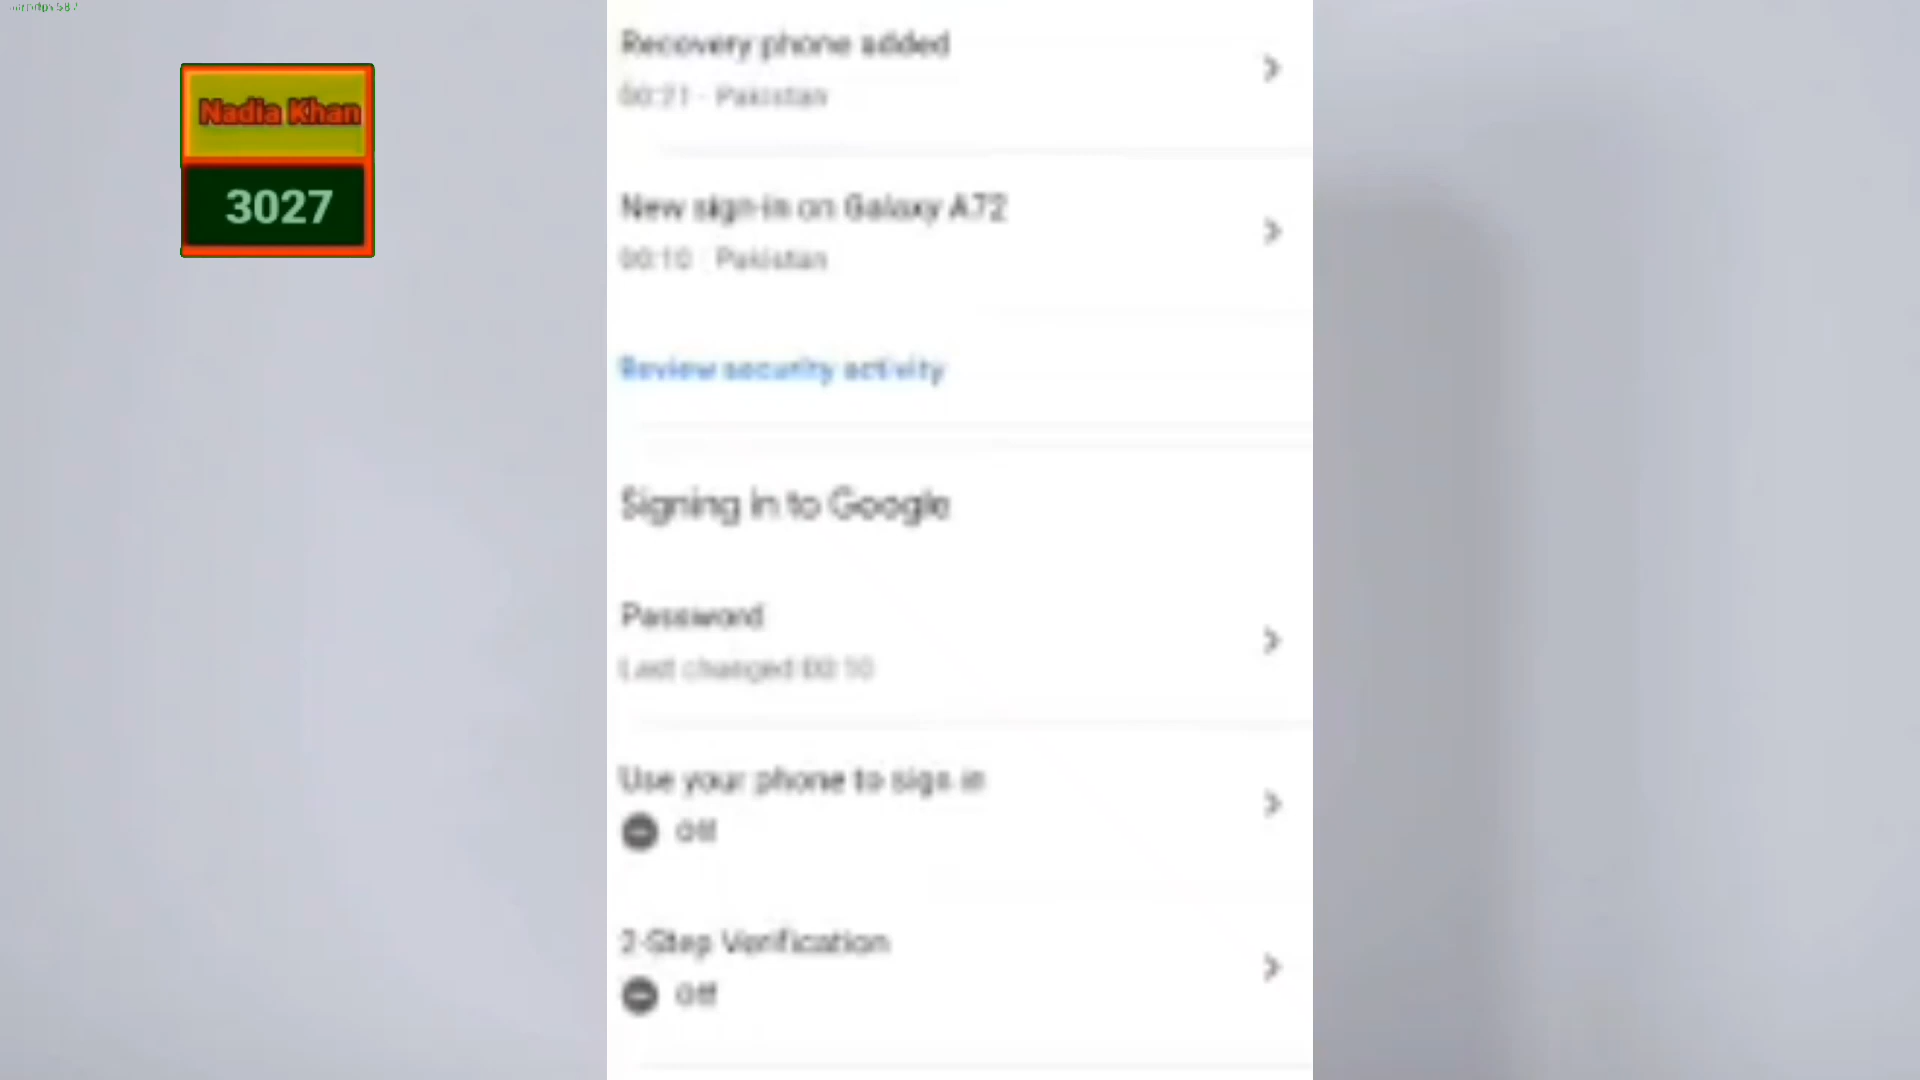 Nadia Khan
3027
Recovery phone added
00:21 · Pakistan
New sign-in on Galaxy A72
00:10 · Pakistan
Review security activity
Signing in to Google
Password
Last changed 00:10
Use your phone to sign in
Off
2-Step Verification
Off